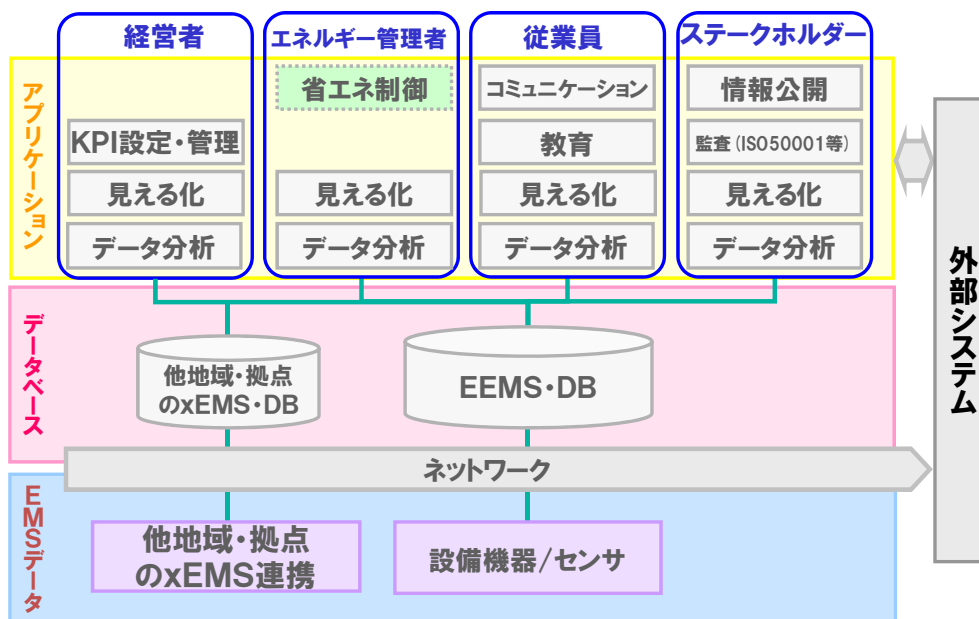 経営者
エネルギー管理者
従業員
ステークホルダー
アプリケーション
省エネ制御
コミュニケーション
情報公開
KPI設定・管理
教育
監査(ISO50001等)
見える化
見える化
見える化
見える化
データ分析
データ分析
データ分析
データ分析
外部システム
データベース
他地域・拠点
のxEMS・DB
EEMS・DB
ネットワーク
EMSデータ
他地域・拠点
のxEMS連携
設備機器/センサ